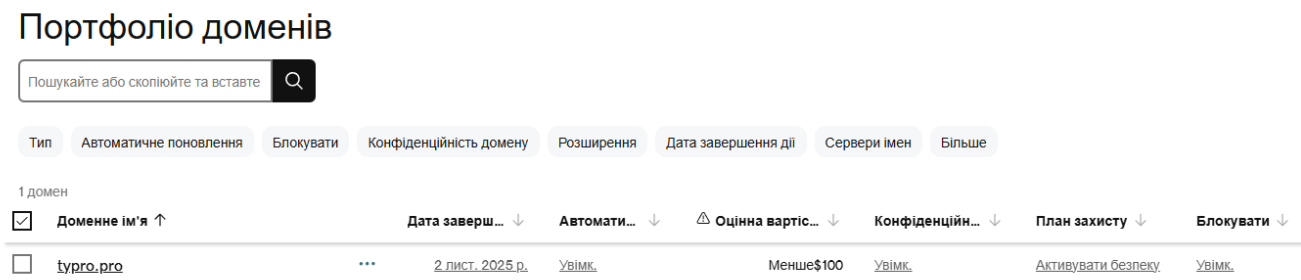 Портфоліо доменів
Пошукайте або скопіюйте та вставте
Тип Автоматичне поновлення Блокувати Конфіденційність домену Розширення Дата завершення дії Сервери імен Більше
1 домен
Доменне ім'я ↑ Дата заверш... ↓ Автомати... ↓ ⚠ Оцінна вартіс... ↓ Конфіденційн... ↓ План захисту ↓ Блокувати ↓
typro.pro ••• 2 лист. 2025 р. Увімк. Менше$100 Увімк. Активувати безпеку Увімк.